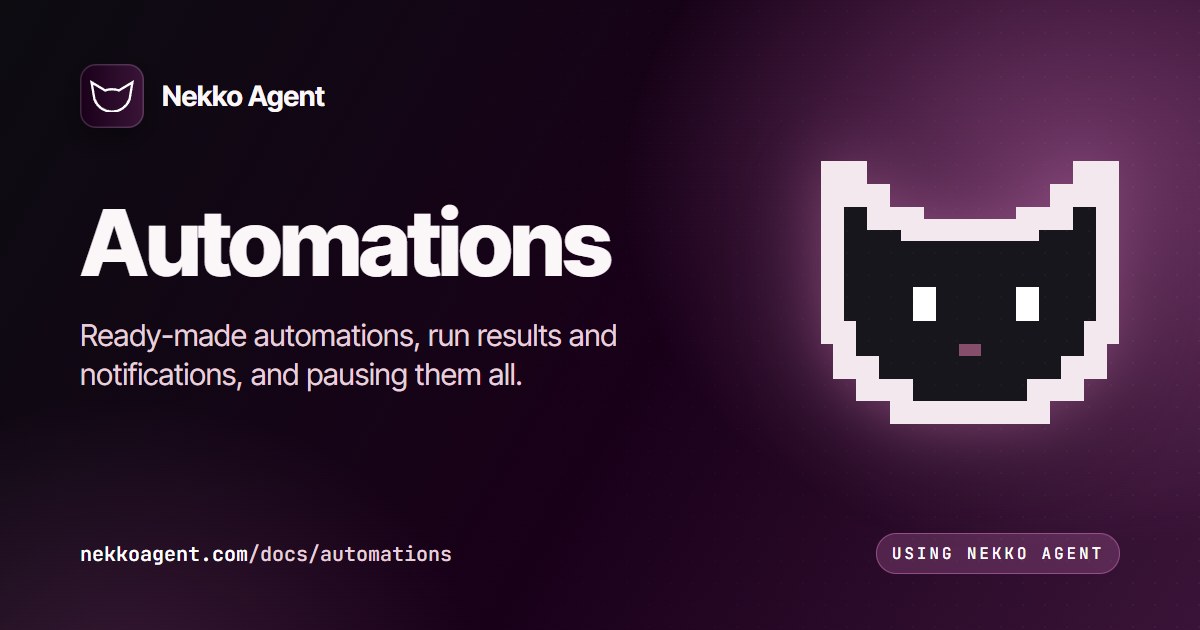 Nekko Agent
Automations
Ready-made automations, run results and
notifications, and pausing them all.
nekkoagent.com/docs/automations
USING NEKKO AGENT